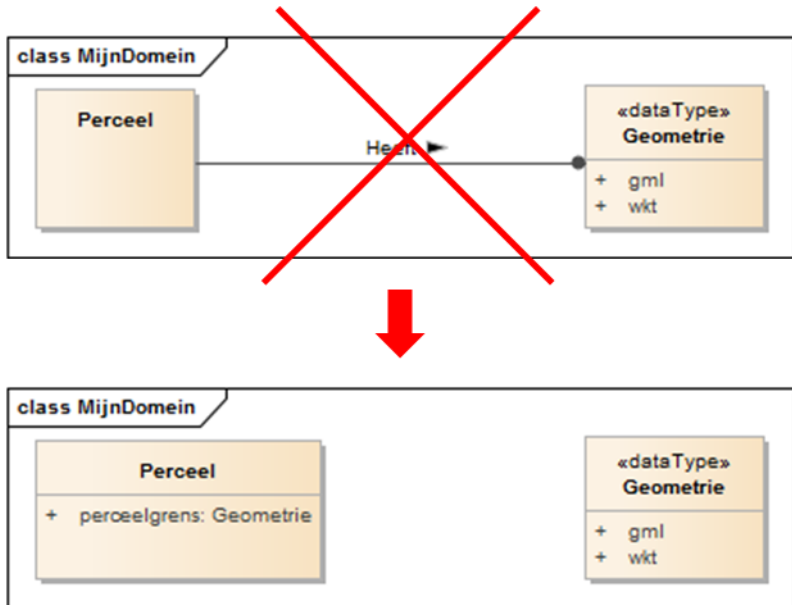 class MijnDomein
Perceel
Heeft
«dataType»
Geometrie
+ gml
+ wkt
class MijnDomein
Perceel
+ perceelgrens: Geometrie
«dataType»
Geometrie
+ gml
+ wkt